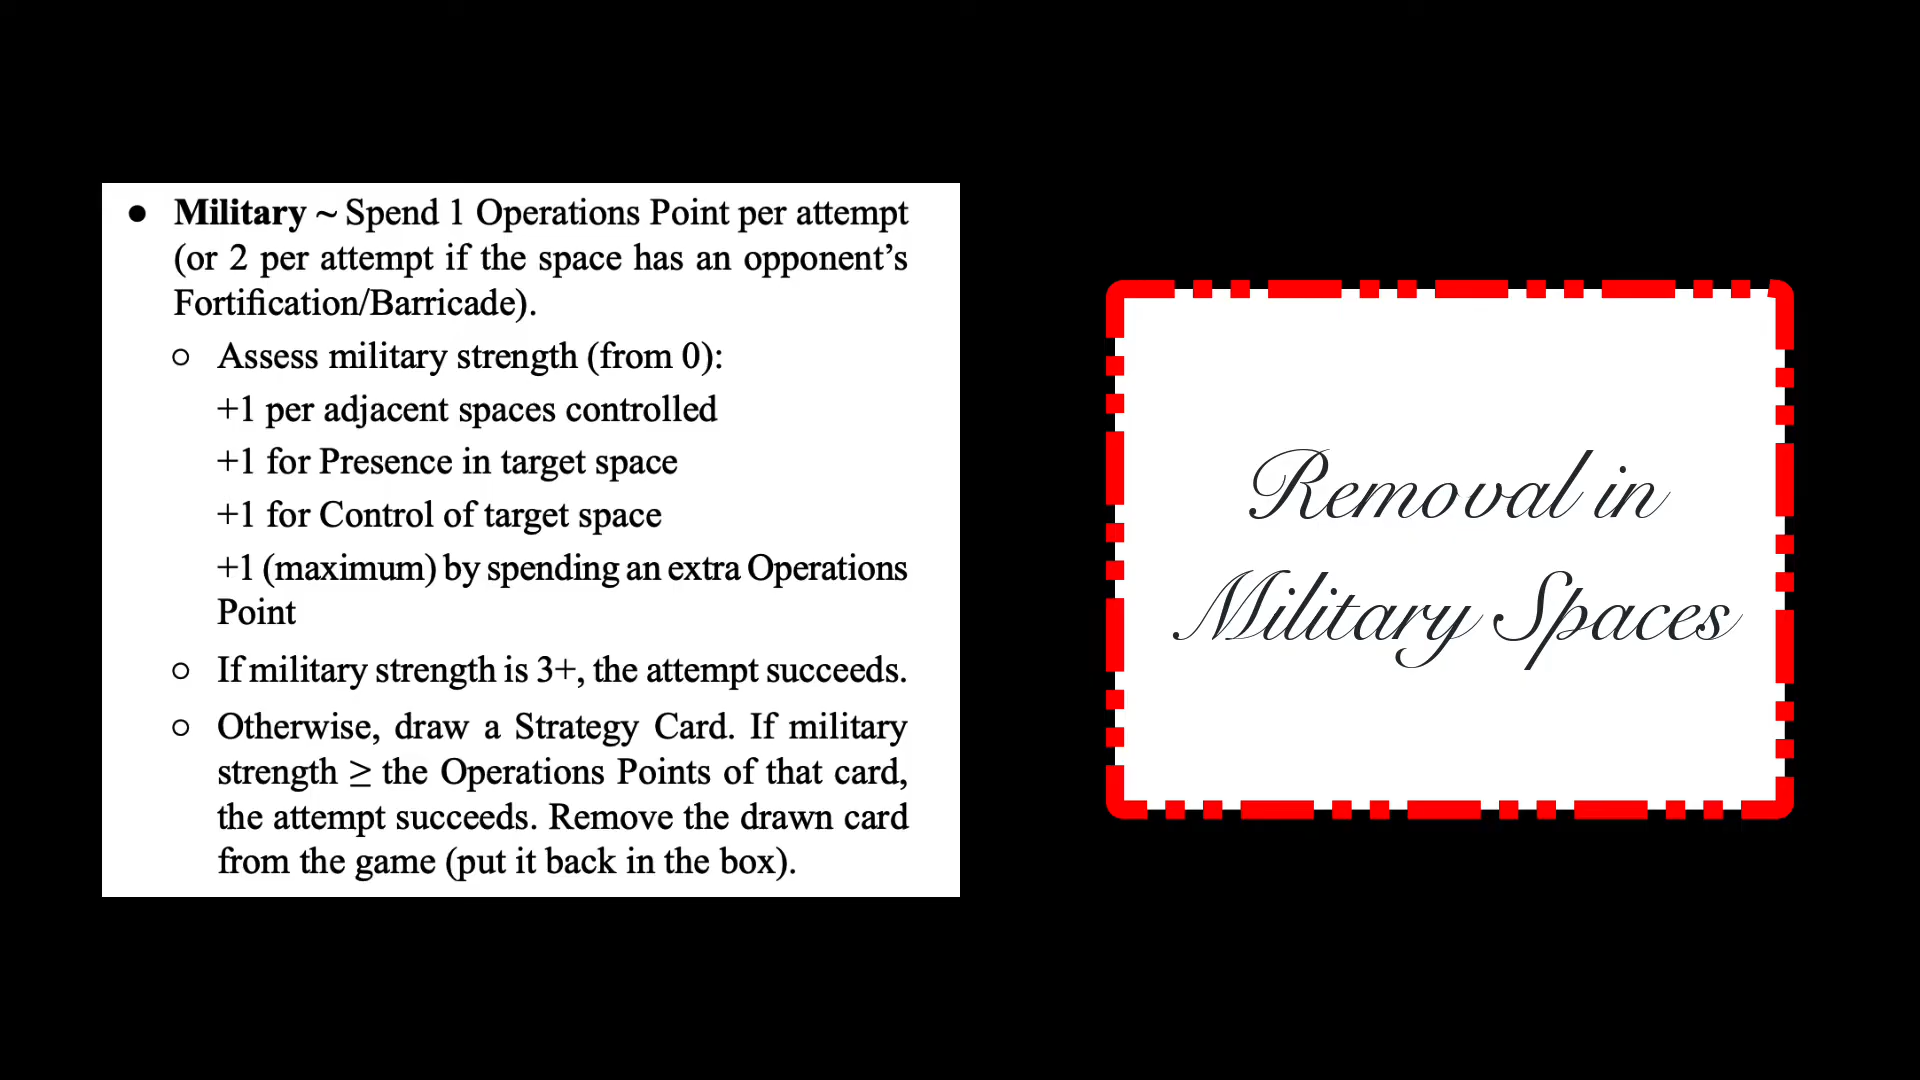 ● Military ~ Spend 1 Operations Point per attempt
(or 2 per attempt if the space has an opponent’s
Fortification/Barricade).
○ Assess military strength (from 0):
+1 per adjacent spaces controlled
+1 for Presence in target space
+1 for Control of target space
+1 (maximum) by spending an extra Operations
Point
○ If military strength is 3+, the attempt succeeds.
○ Otherwise, draw a Strategy Card. If military
strength ≥ the Operations Points of that card,
the attempt succeeds. Remove the drawn card
from the game (put it back in the box).
Removal in
Military Spaces